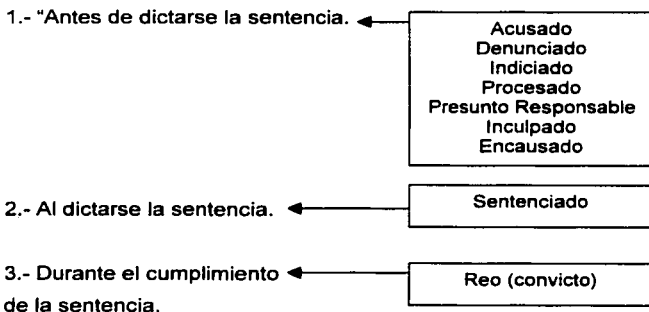 1.- “Antes de dictarse la sentencia.
Acusado
Denunciado
Indiciado
Procesado
Presunto Responsable
Inculpado
Encausado
2.- Al dictarse la sentencia.
Sentenciado
3.- Durante el cumplimiento
de la sentencia.
Reo (convicto)